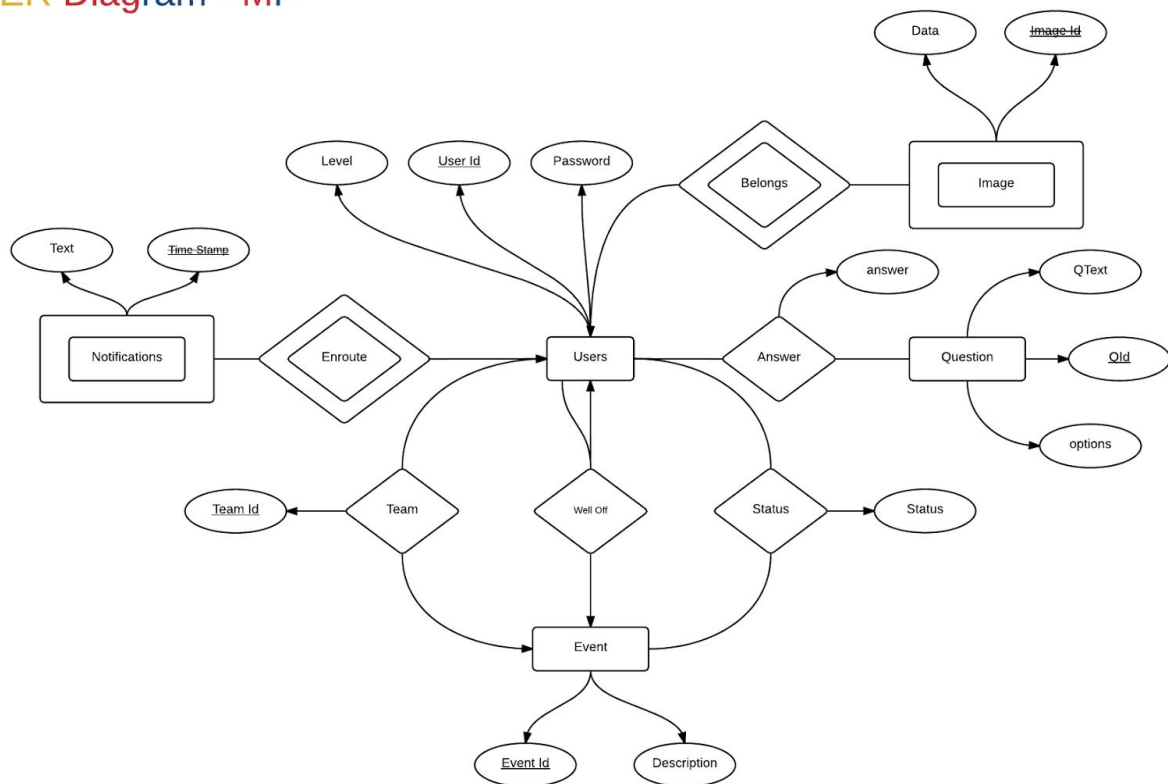 ER Diagram - MI
Data
Image Id
Level
User Id
Password
Belongs
Image
Text
Time Stamp
answer
QText
Notifications
Enroute
Users
Answer
Question
QId
options
Team Id
Team
Well Off
Status
Status
Event
Event Id
Description